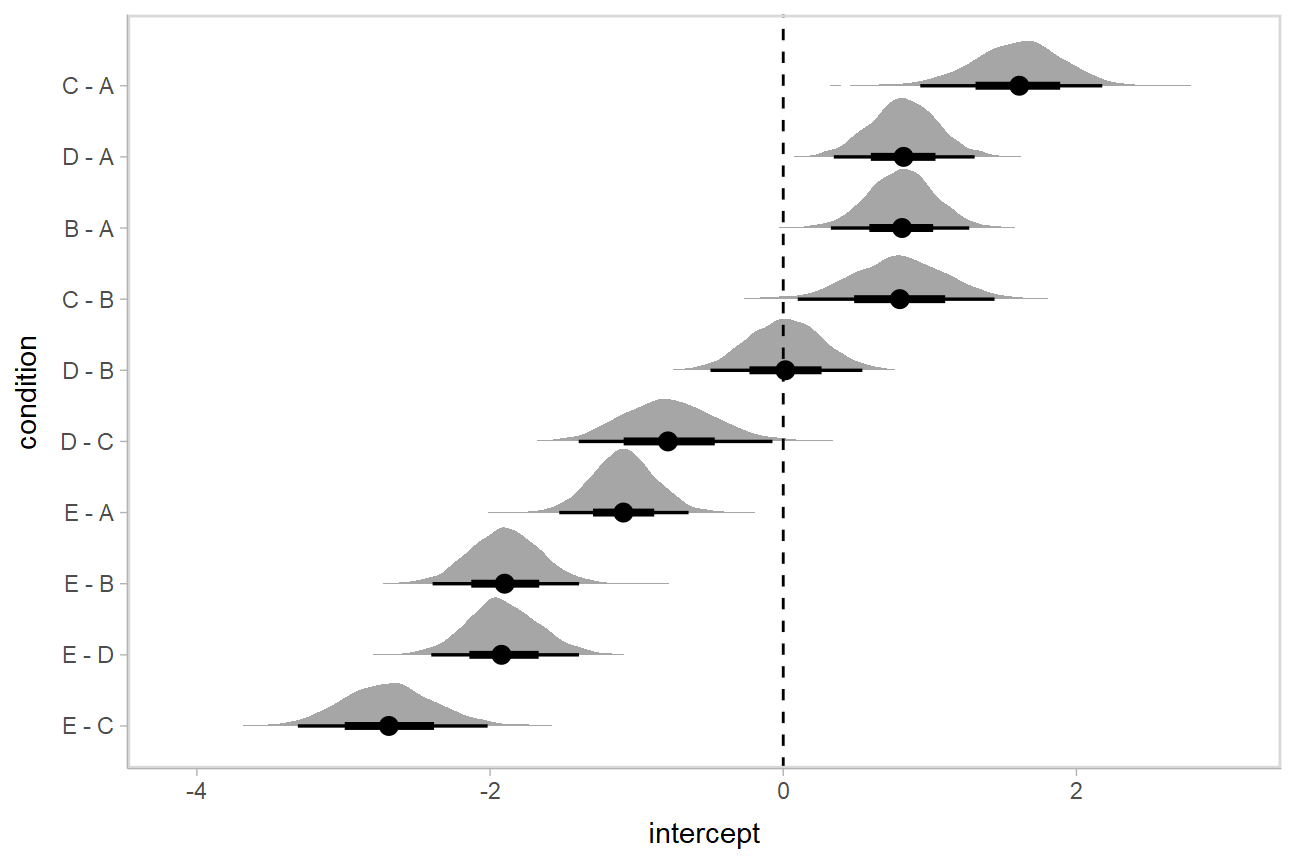 C - A
D - A
B - A
C - B
D - B
D - C
E - A
E - B
E - D
E - C
condition
-4 -2 0 2
intercept